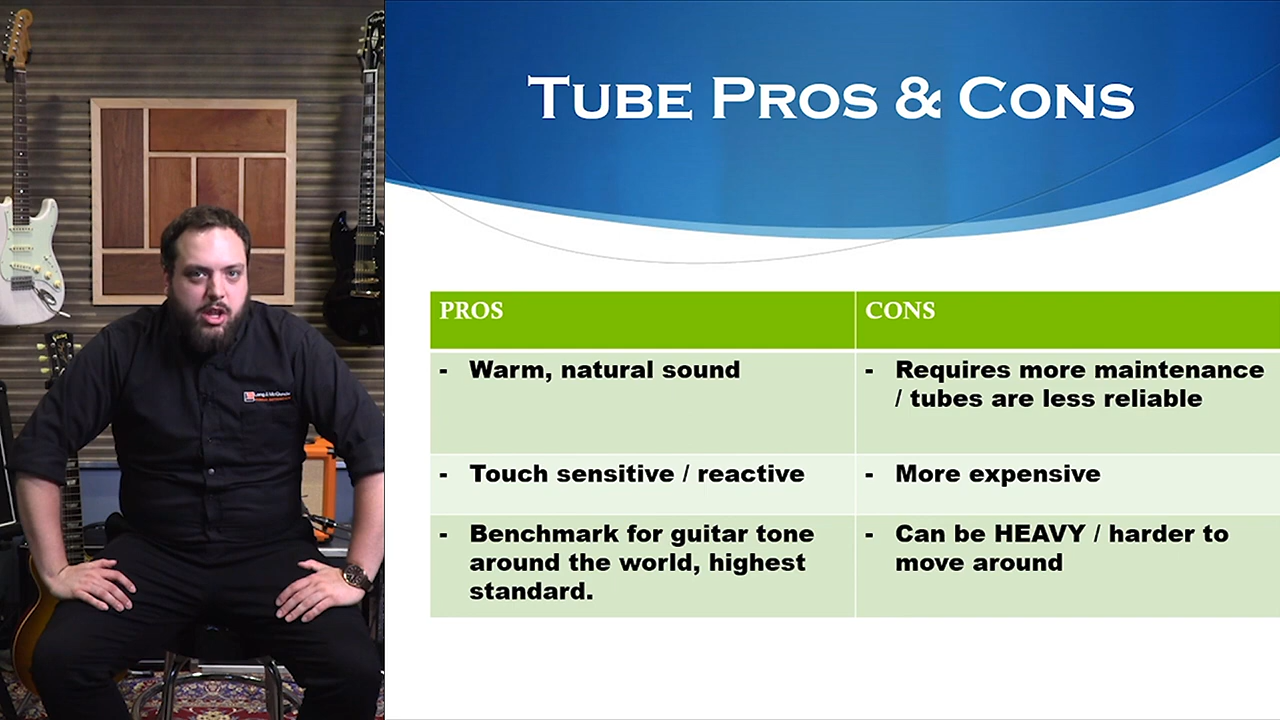 TUBE PROS & CONS
PROS
CONS
- Warm, natural sound
- Requires more maintenance
/ tubes are less reliable
- Touch sensitive / reactive
- More expensive
- Benchmark for guitar tone
around the world, highest
standard.
- Can be HEAVY / harder to
move around